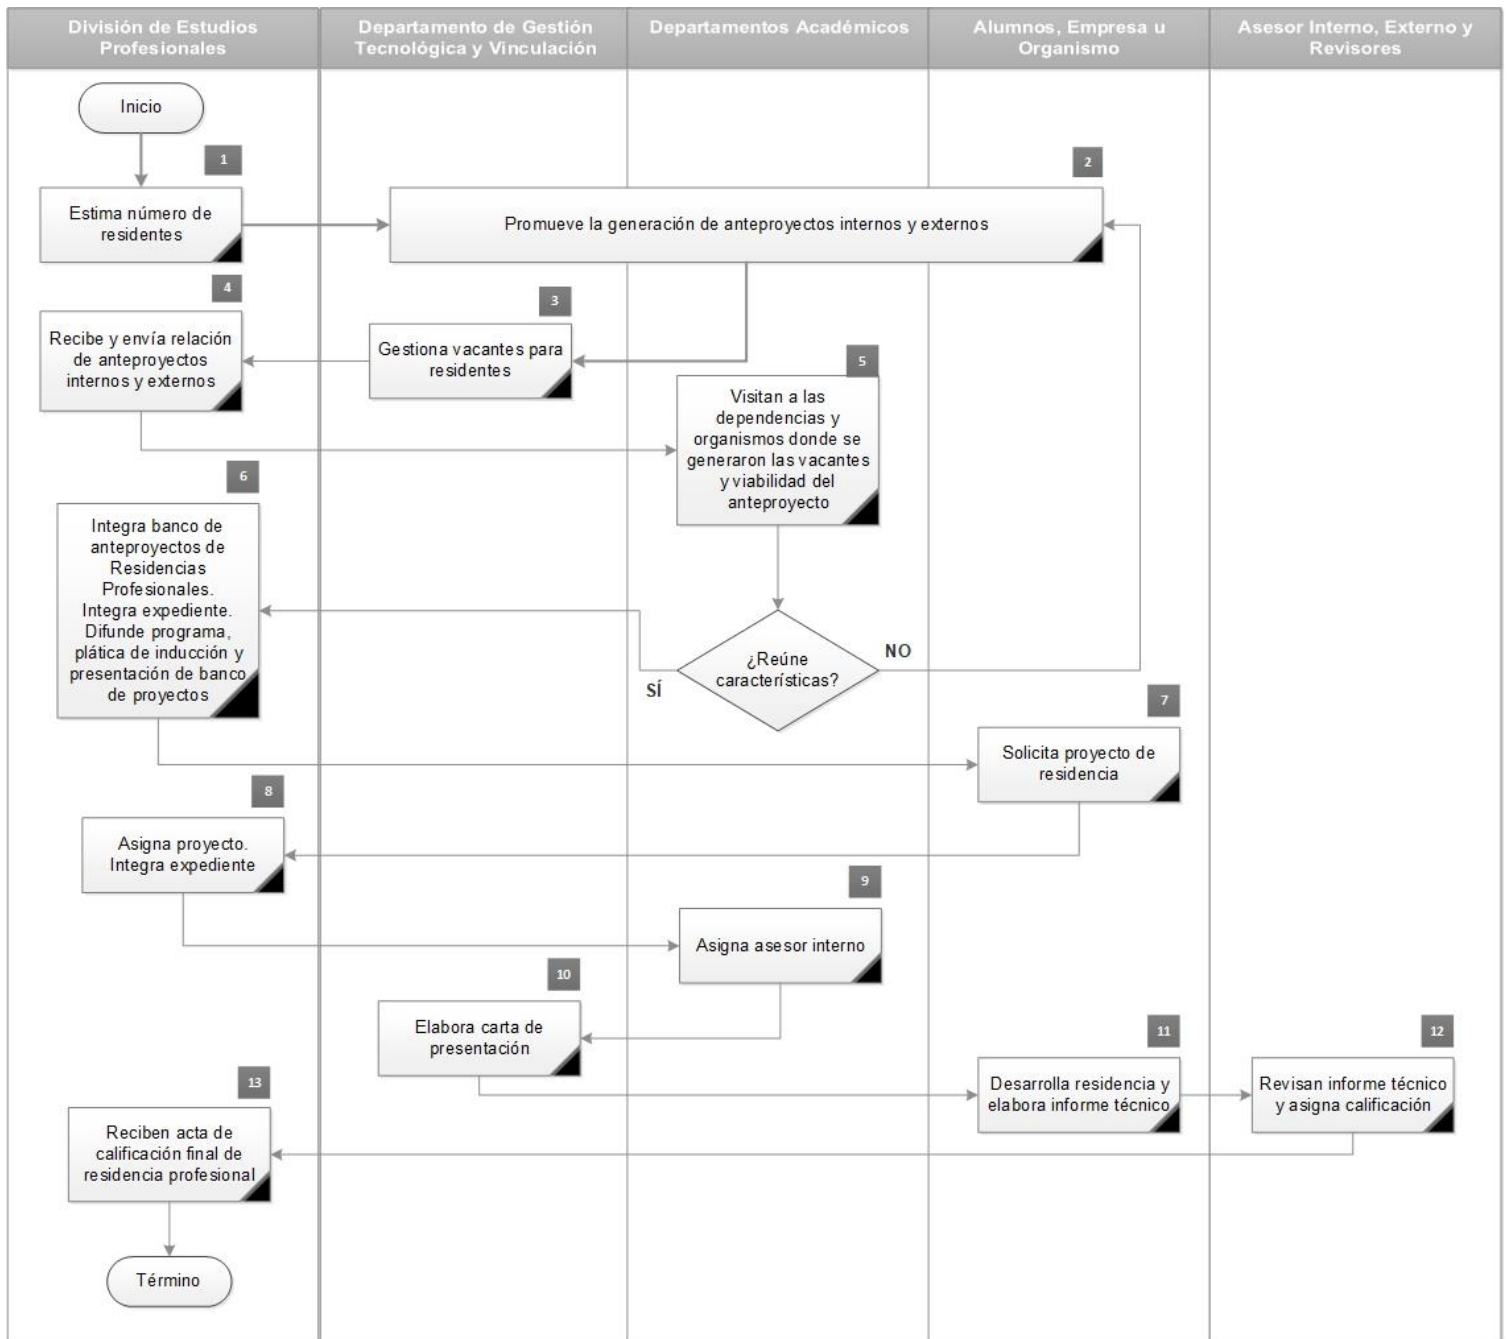 División de Estudios
Profesionales
Departamento de Gestión
Tecnológica y Vinculación
Departamentos Académicos
Alumnos, Empresa u
Organismo
Asesor Interno, Externo y
Revisores
Inicio
1
Estima número de
residentes
2
Promueve la generación de anteproyectos internos y externos
3
Gestiona vacantes para
residentes
4
Recibe y envía relación
de anteproyectos
internos y externos
5
Visitan a las
dependencias y
organismos donde se
generaron las vacantes
y viabilidad del
anteproyecto
¿Reúne
características?
SÍ
NO
6
Integra banco de
anteproyectos de
Residencias
Profesionales.
Integra expediente.
Difunde programa,
plática de inducción y
presentación de banco
de proyectos
7
Solicita proyecto de
residencia
8
Asigna proyecto.
Integra expediente
9
Asigna asesor interno
10
Elabora carta de
presentación
11
Desarrolla residencia y
elabora informe técnico
12
Revisan informe técnico
y asigna calificación
13
Reciben acta de
calificación final de
residencia profesional
Término